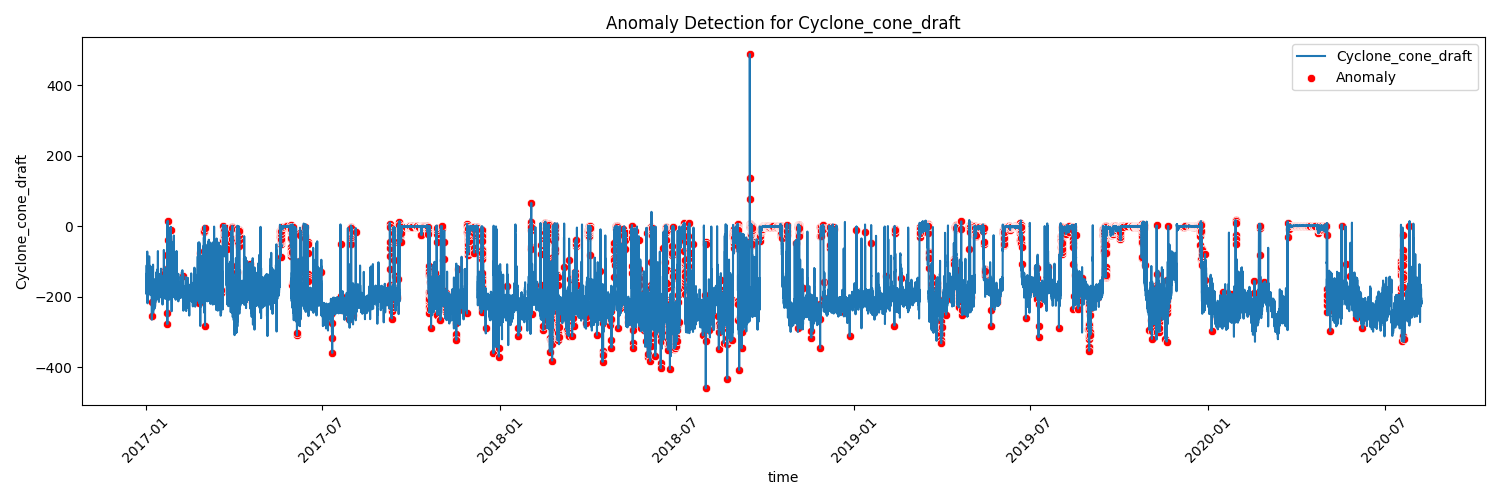 Anomaly Detection for Cyclone_cone_draft
Cyclone_cone_draft
Anomaly
400
200
0
−200
−400
Cyclone_cone_draft
2017-01
2017-07
2018-01
2018-07
2019-01
2019-07
2020-01
2020-07
time